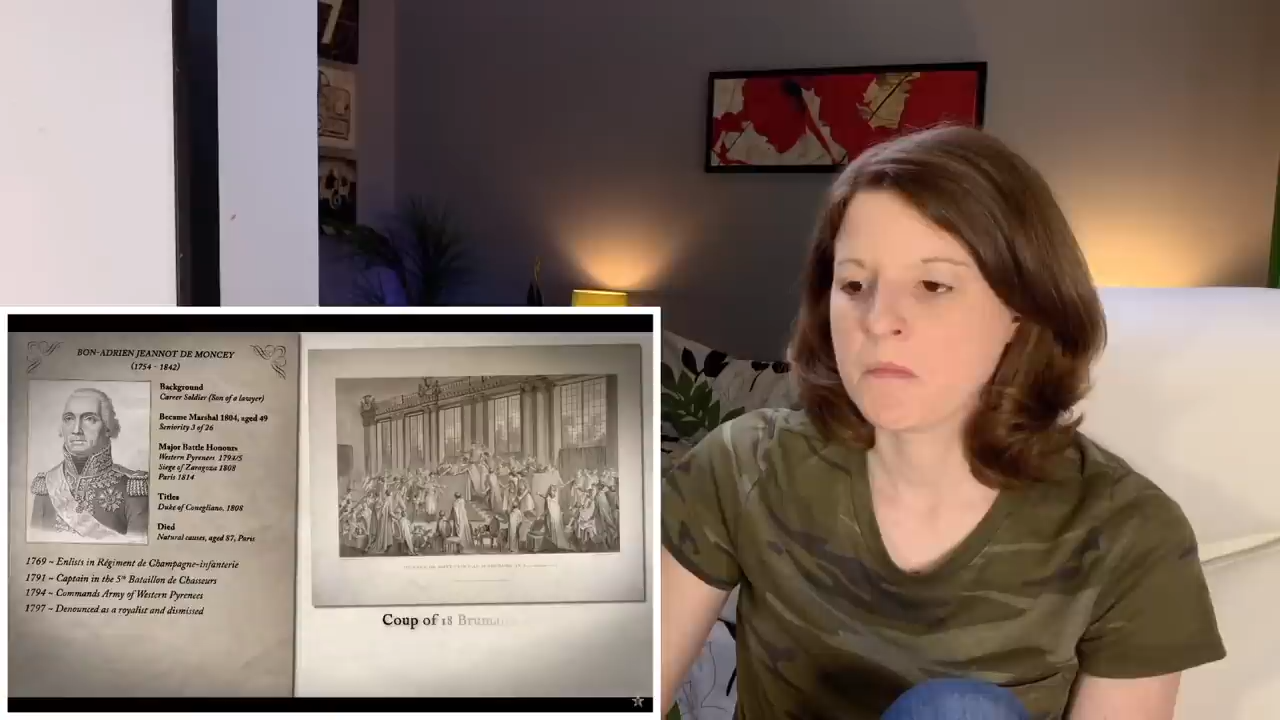 BON-ADRIEN JEANNOT DE MONCEY
(1754 - 1842)
Background
Career Soldier (Son of a lawyer)
Became Marshal 1804, aged 49
Seniority 3 of 26
Major Battle Honours
Western Pyrenees 1794/5
Siege of Zaragoza 1808
Paris 1814
Titles
Duke of Conegliano, 1808
Died
Natural causes, aged 87, Paris
1769 ~ Enlists in Régiment de Champagne-infanterie
1791 ~ Captain in the 5th Bataillon de Chasseurs
1794 ~ Commands Army of Western Pyrenees
1797 ~ Denounced as a royalist and dismissed
Coup of 18 Bruma